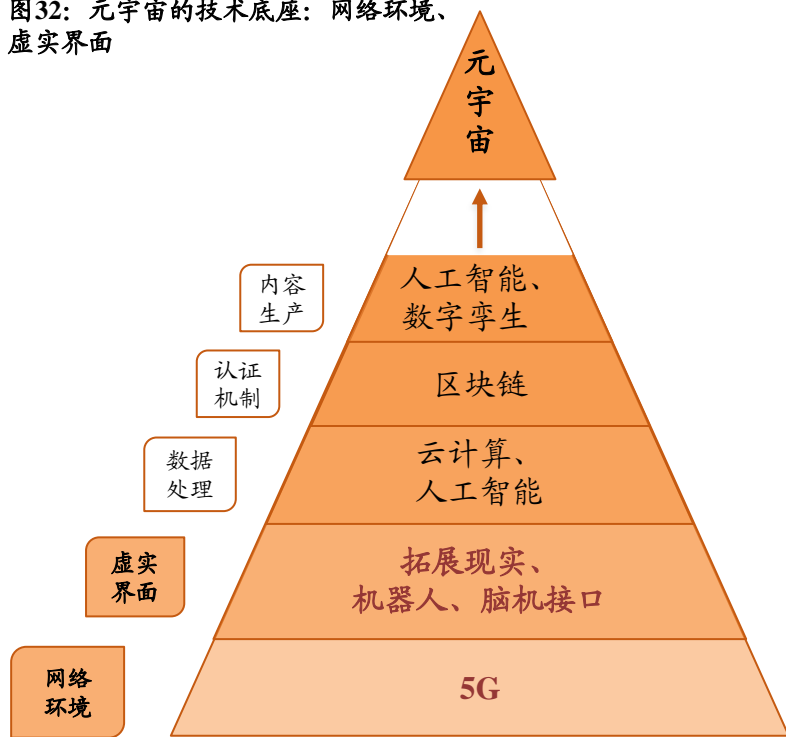 图32：元宇宙的技术底座：网络环境、
虚实界面
元
宇
宙
内容
生产
人工智能、
数字孪生
认证
机制
区块链
数据
处理
云计算、
人工智能
虚实
界面
拓展现实、
机器人、脑机接口
网络
环境
5G